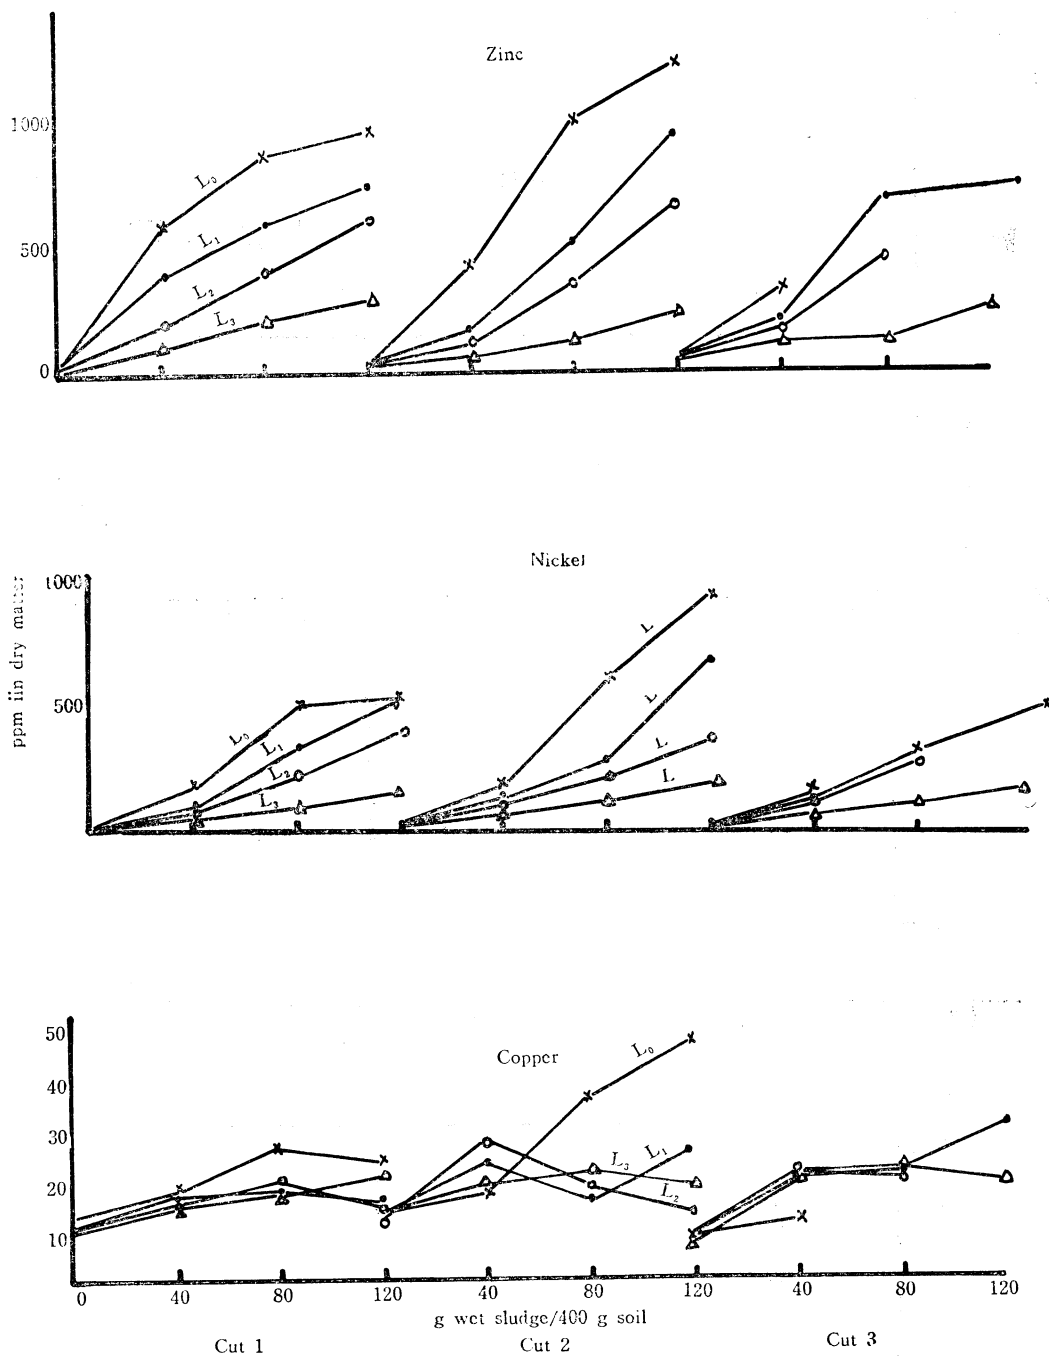 Zinc
1000
500
0
L₀
L₁
L₂
L₃
Nickel
ppm iin dry matter
1000
500
L₀
L₁
L₂
L₃
L
L
L
L
Copper
50
40
30
20
10
L₀
L₁
L₃
L₂
0 40 80 120 40 80 120 40 80 120
g wet sludge/400 g soil
Cut 1 Cut 2 Cut 3